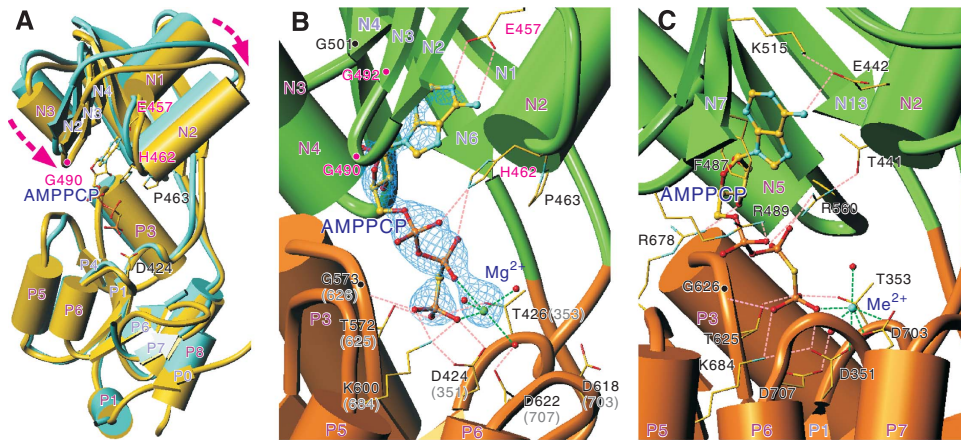 A
N1
N3
N4
N3
N2
E457
N2
H462
G490
AMPPCP
P463
P3
D424
P4
P1
P5
P6
P6
P7
P8
P0
P1
B
N4
G501
N3
N2
E457
G492
N1
N3
N2
N6
N4
G490
H462
P463
AMPPCP
Mg2+
G573
(626)
P3
T426(353)
T572
(625)
K600
(684)
D424
(351)
D618
(703)
D622
(707)
P5
P6
C
K515
E442
N7
N13
N2
T441
F487
AMPPCP
N5
R489
R560
R678
G626
T353
Me2+
P3
T625
D703
K684
D351
D707
P5
P6
P1
P7